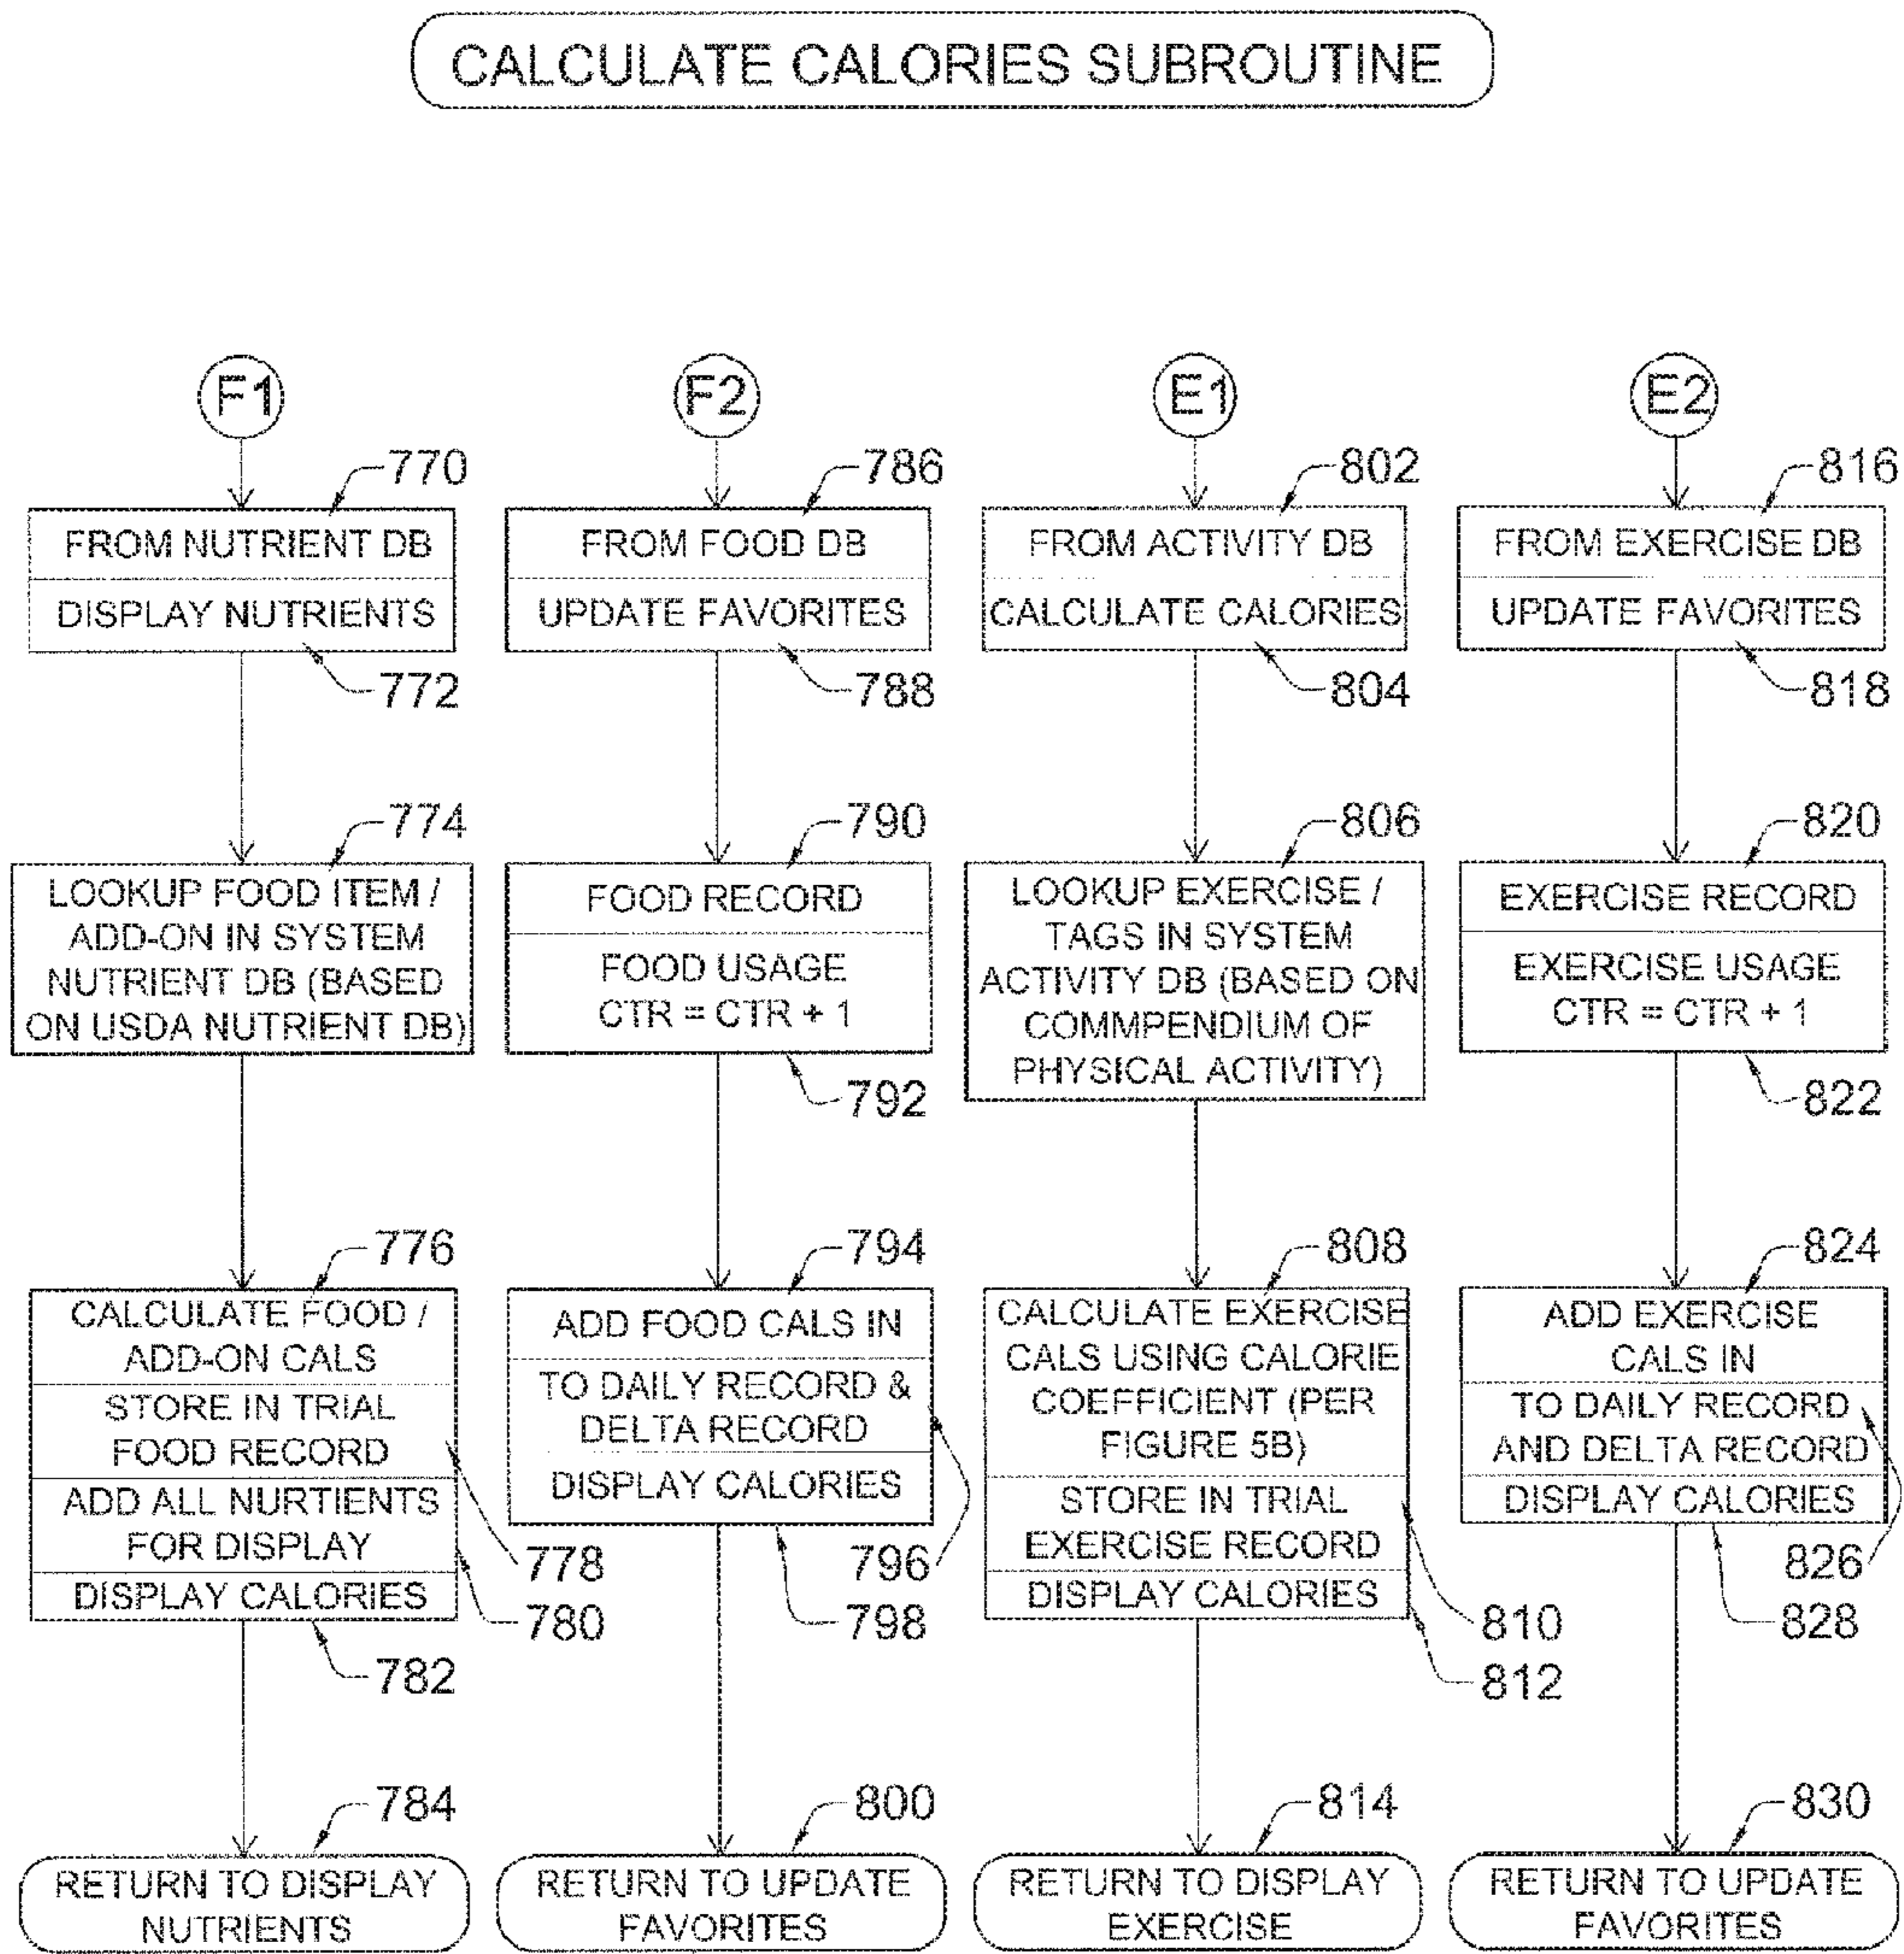 CALCULATE CALORIES SUBROUTINE
F1
770
FROM NUTRIENT DB
DISPLAY NUTRIENTS
772
774
LOOKUP FOOD ITEM /
ADD-ON IN SYSTEM
NUTRIENT DB (BASED
ON USDA NUTRIENT DB)
776
CALCULATE FOOD /
ADD-ON CALS
STORE IN TRIAL
FOOD RECORD
ADD ALL NURTIENTS
FOR DISPLAY
DISPLAY CALORIES
778
780
782
784
RETURN TO DISPLAY
NUTRIENTS
F2
786
FROM FOOD DB
UPDATE FAVORITES
788
790
FOOD RECORD
FOOD USAGE
CTR = CTR + 1
792
794
ADD FOOD CALS IN
TO DAILY RECORD &
DELTA RECORD
DISPLAY CALORIES
796
798
800
RETURN TO UPDATE
FAVORITES
E1
802
FROM ACTIVITY DB
CALCULATE CALORIES
804
806
LOOKUP EXERCISE /
TAGS IN SYSTEM
ACTIVITY DB (BASED ON
COMMPENDIUM OF
PHYSICAL ACTIVITY)
808
CALCULATE EXERCISE
CALS USING CALORIE
COEFFICIENT (PER
FIGURE 5B)
STORE IN TRIAL
EXERCISE RECORD
DISPLAY CALORIES
810
812
814
RETURN TO DISPLAY
EXERCISE
E2
816
FROM EXERCISE DB
UPDATE FAVORITES
818
820
EXERCISE RECORD
EXERCISE USAGE
CTR = CTR + 1
822
824
ADD EXERCISE
CALS IN
TO DAILY RECORD
AND DELTA RECORD
DISPLAY CALORIES
826
828
830
RETURN TO UPDATE
FAVORITES